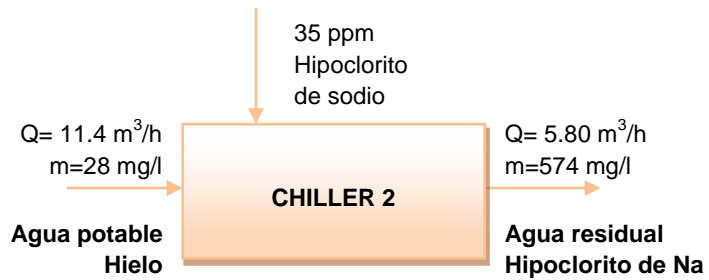 35 ppm
Hipoclorito
de sodio
Q= 11.4 m³/h
m=28 mg/l
Q= 5.80 m³/h
m=574 mg/l
CHILLER 2
Agua potable
Hielo
Agua residual
Hipoclorito de Na